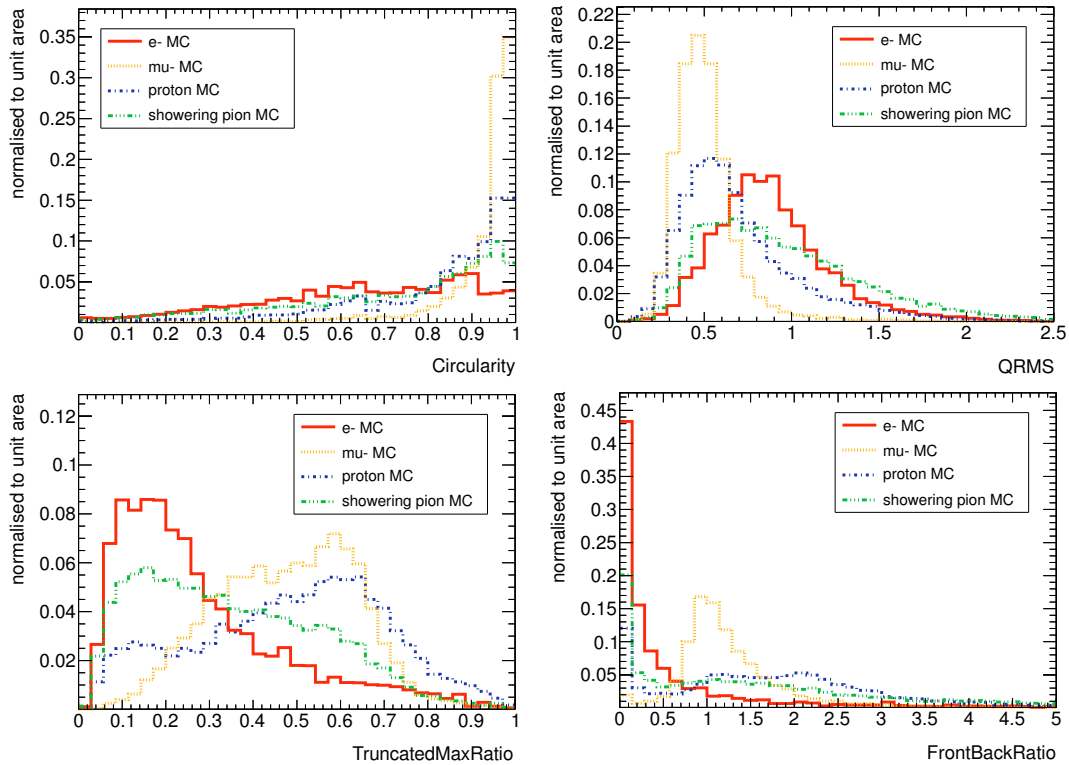 normalised to unit area
0.35
0.3
0.25
0.2
0.15
0.1
0.05
0
e- MC
mu- MC
proton MC
showering pion MC
0 0.1 0.2 0.3 0.4 0.5 0.6 0.7 0.8 0.9 1
Circularity
normalised to unit area
0.22
0.2
0.18
0.16
0.14
0.12
0.1
0.08
0.06
0.04
0.02
0
e- MC
mu- MC
proton MC
showering pion MC
0 0.5 1 1.5 2 2.5
QRMS
normalised to unit area
0.12
0.1
0.08
0.06
0.04
0.02
e- MC
mu- MC
proton MC
showering pion MC
0 0.1 0.2 0.3 0.4 0.5 0.6 0.7 0.8 0.9 1
TruncatedMaxRatio
normalised to unit area
0.45
0.4
0.35
0.3
0.25
0.2
0.15
0.1
0.05
e- MC
mu- MC
proton MC
showering pion MC
0 0.5 1 1.5 2 2.5 3 3.5 4 4.5 5
FrontBackRatio